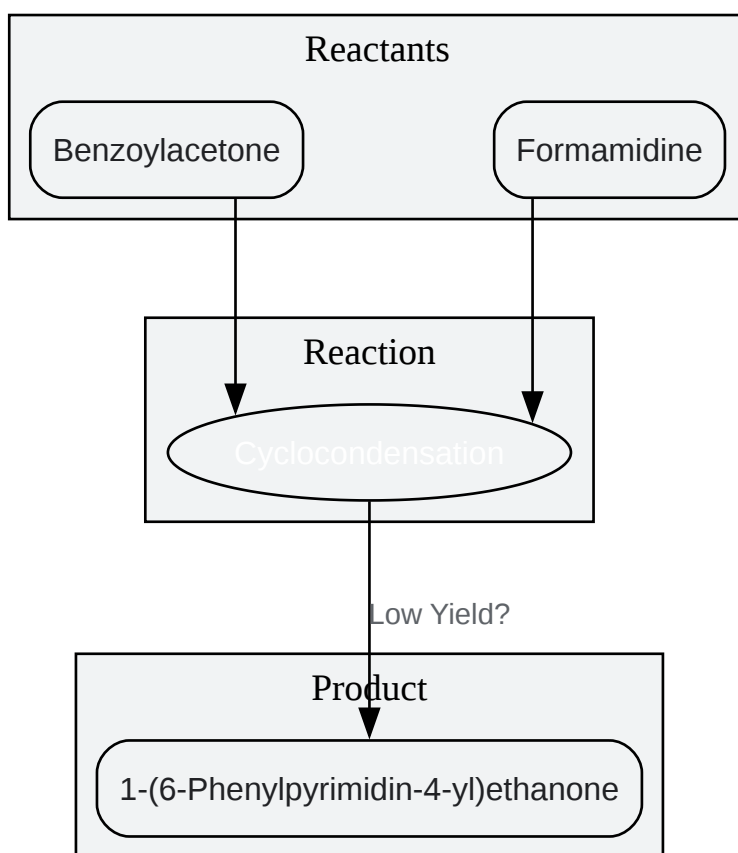 Reactants
Benzoylacetone
Formamidine
Reaction
Cyclocondensation
Low Yield?
Product
1-(6-Phenylpyrimidin-4-yl)ethanone